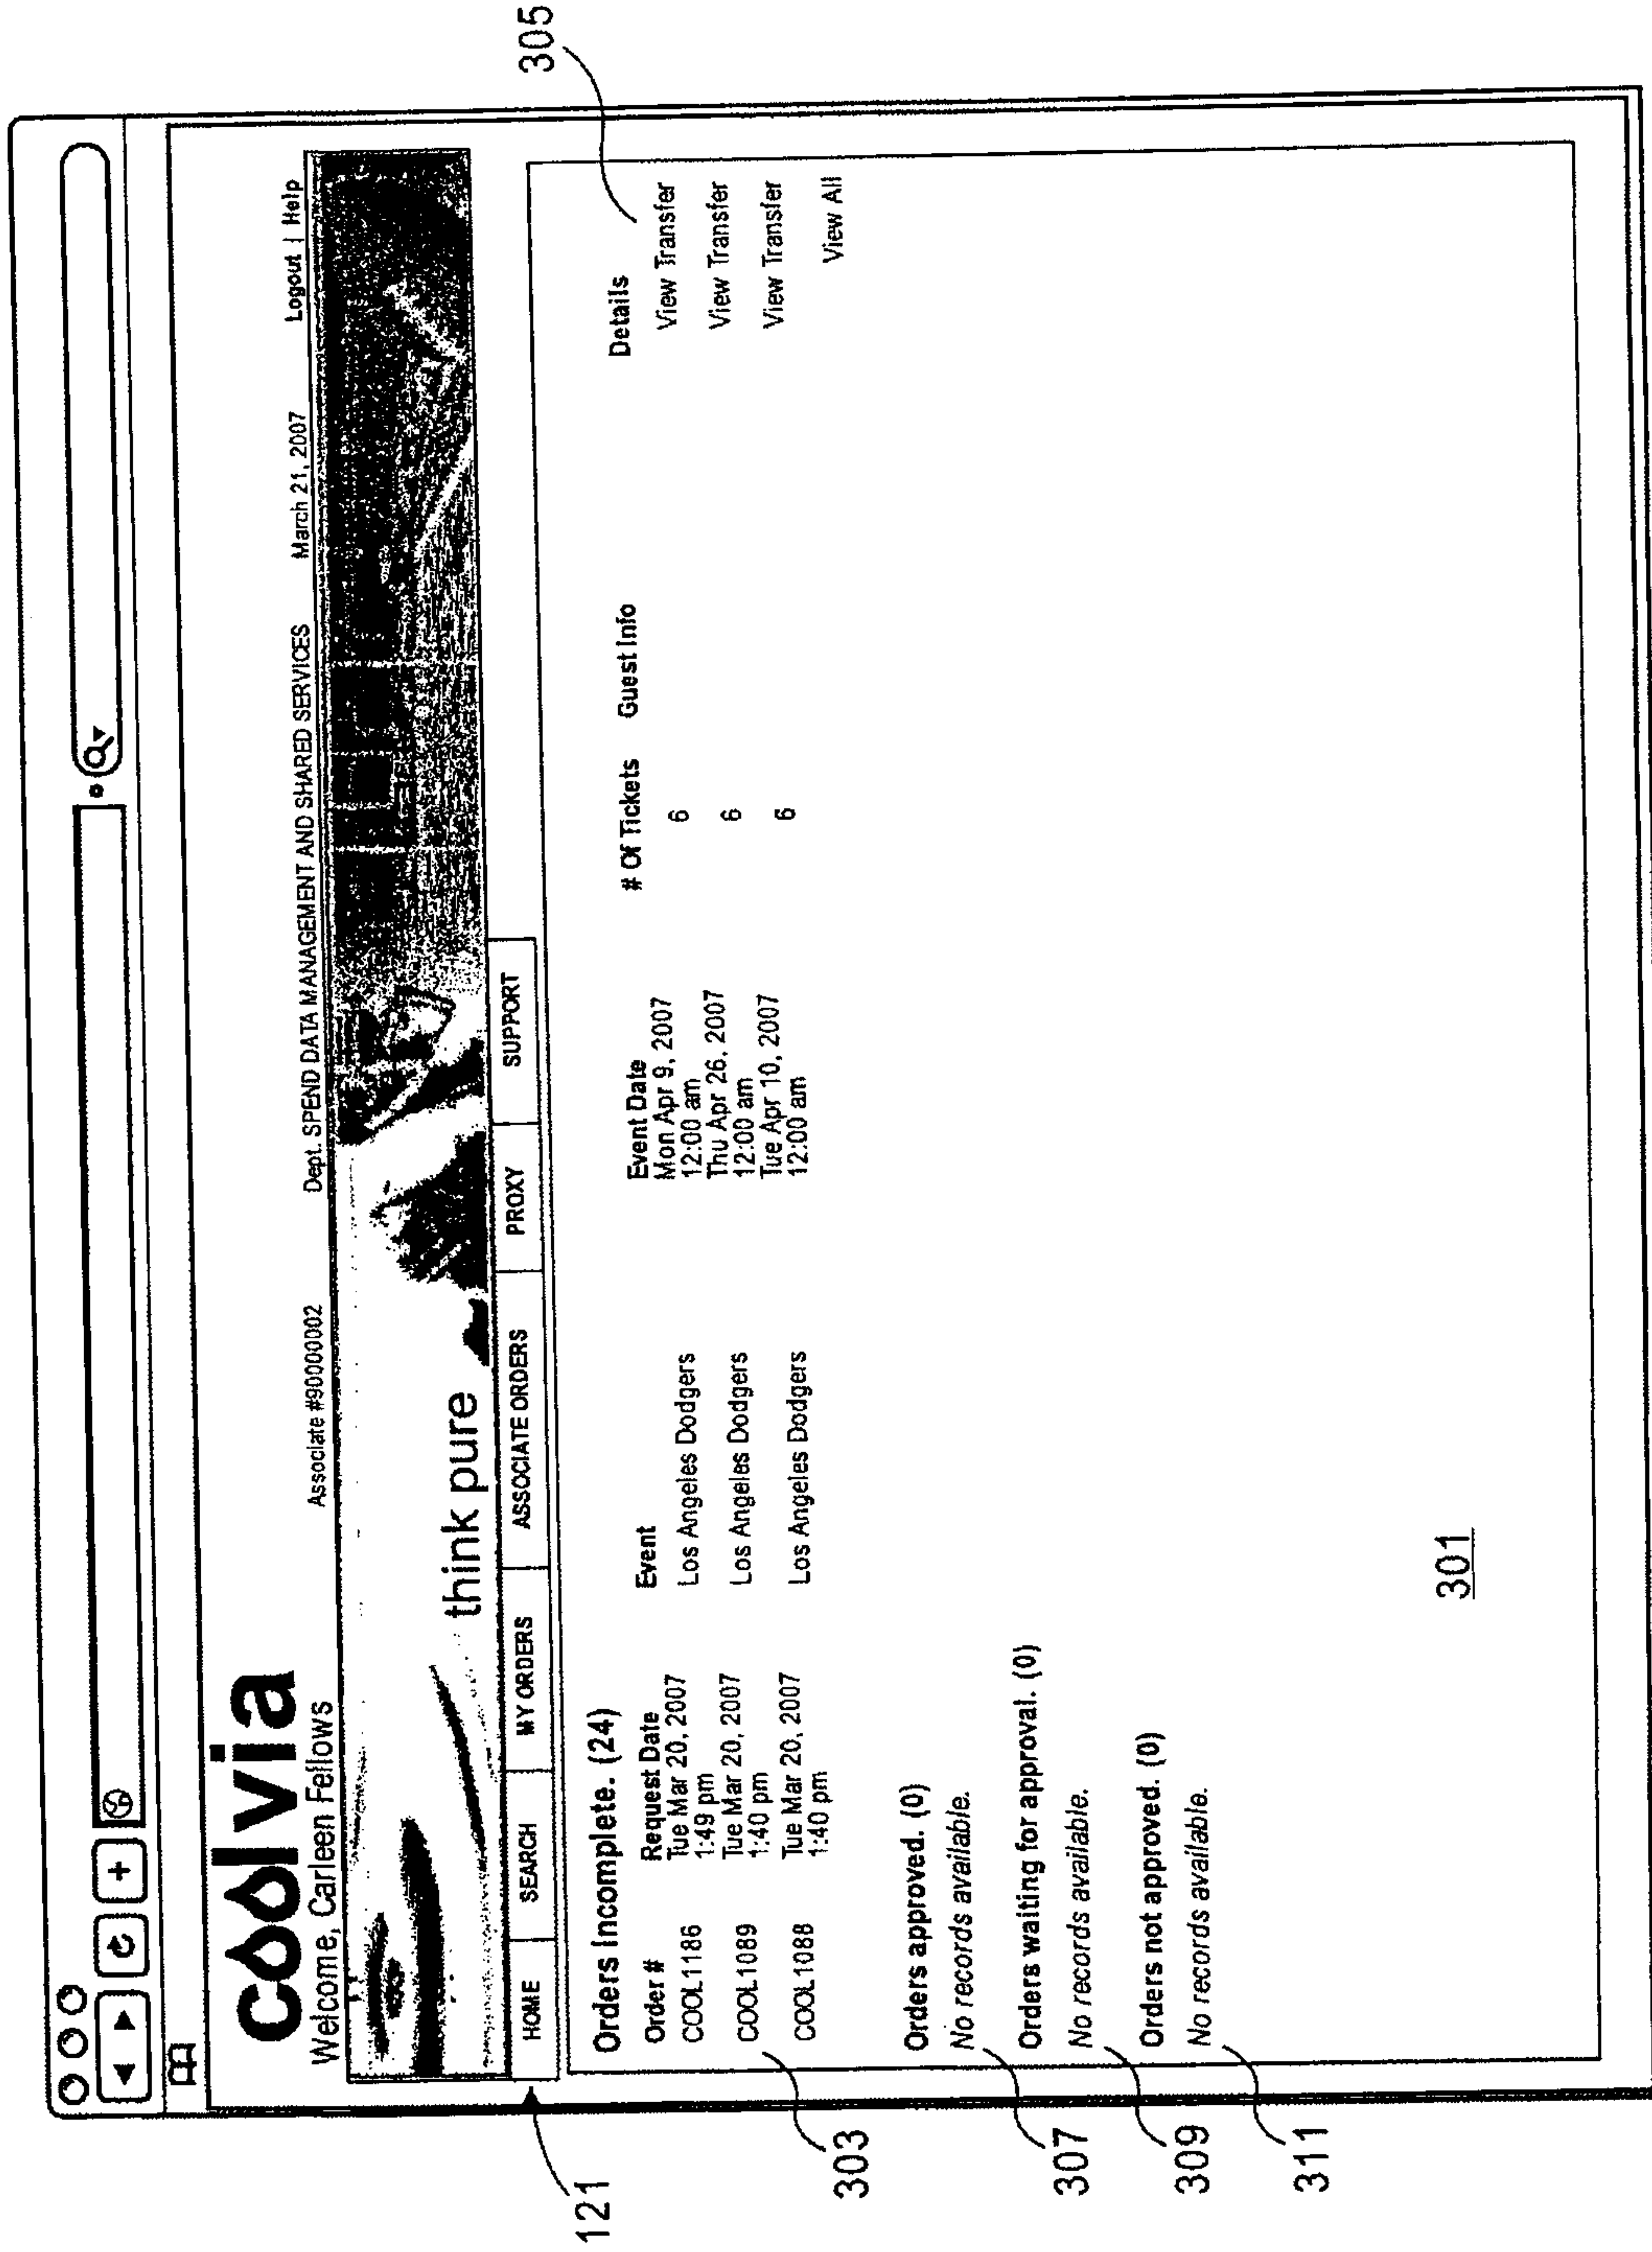 coolvia
Welcome, Carleen Fellows Associate #90000002 Dept. SPEND DATA MANAGEMENT AND SHARED SERVICES March 21, 2007 Logout | Help
think pure
HOME SEARCH MY ORDERS ASSOCIATE ORDERS PROXY SUPPORT
121
Orders Incomplete. (24)
305
Order # Request Date Event Event Date # Of Tickets Guest Info Details
COOL1186 Tue Mar 20, 2007 Los Angeles Dodgers Mon Apr 9, 2007 6 View Transfer
1:49 pm 12:00 am
COOL1089 Tue Mar 20, 2007 Los Angeles Dodgers Thu Apr 26, 2007 6 View Transfer
1:40 pm 12:00 am
COOL1088 Tue Mar 20, 2007 Los Angeles Dodgers Tue Apr 10, 2007 6 View Transfer
1:40 pm 12:00 am
View All
303
Orders approved. (0)
No records available.
307
Orders waiting for approval. (0)
No records available.
309
Orders not approved. (0)
No records available.
311
301